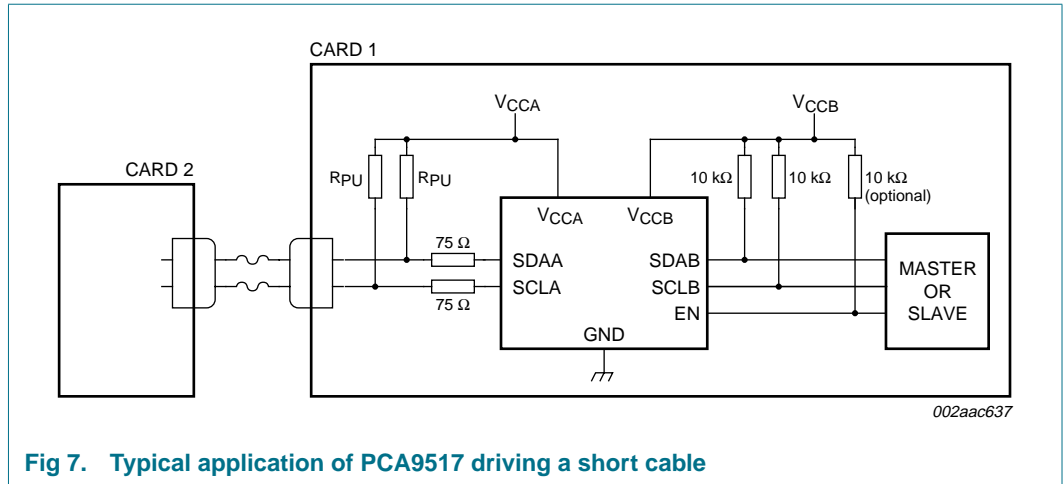 CARD 1
VCCA
VCCB
CARD 2
RPU
RPU
10 kΩ
10 kΩ
10 kΩ
(optional)
VCCA
VCCB
75 Ω
SDAA
SDAB
MASTER
OR
SLAVE
SCLA
SCLB
75 Ω
EN
GND
002aac637
Fig 7. Typical application of PCA9517 driving a short cable